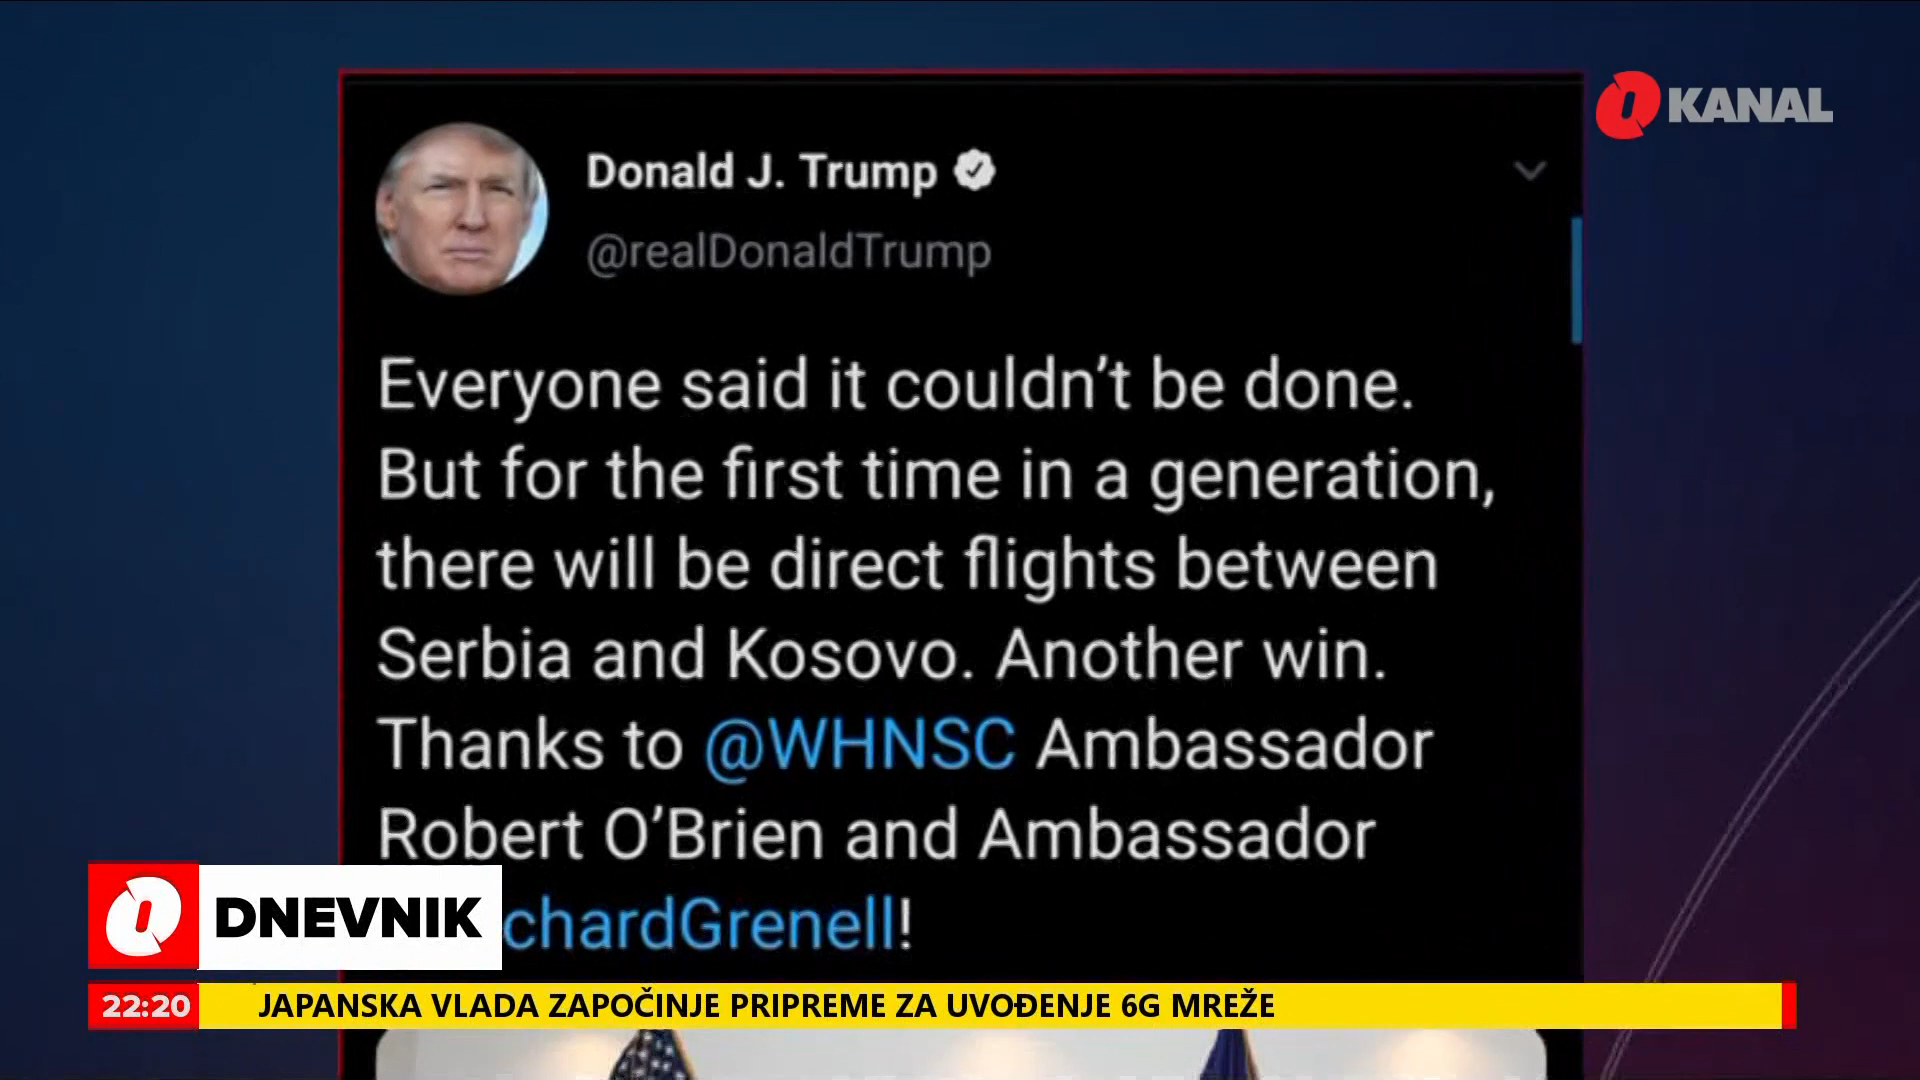 KANAL
Donald J. Trump
@realDonaldTrump
Everyone said it couldn’t be done.
But for the first time in a generation,
there will be direct flights between
Serbia and Kosovo. Another win.
Thanks to @WHNSC Ambassador
Robert O’Brien and Ambassador
chardGrenell!
DNEVNIK
22:20 JAPANSKA VLADA ZAPOČINJE PRIPREME ZA UVOĐENJE 6G MREŽE